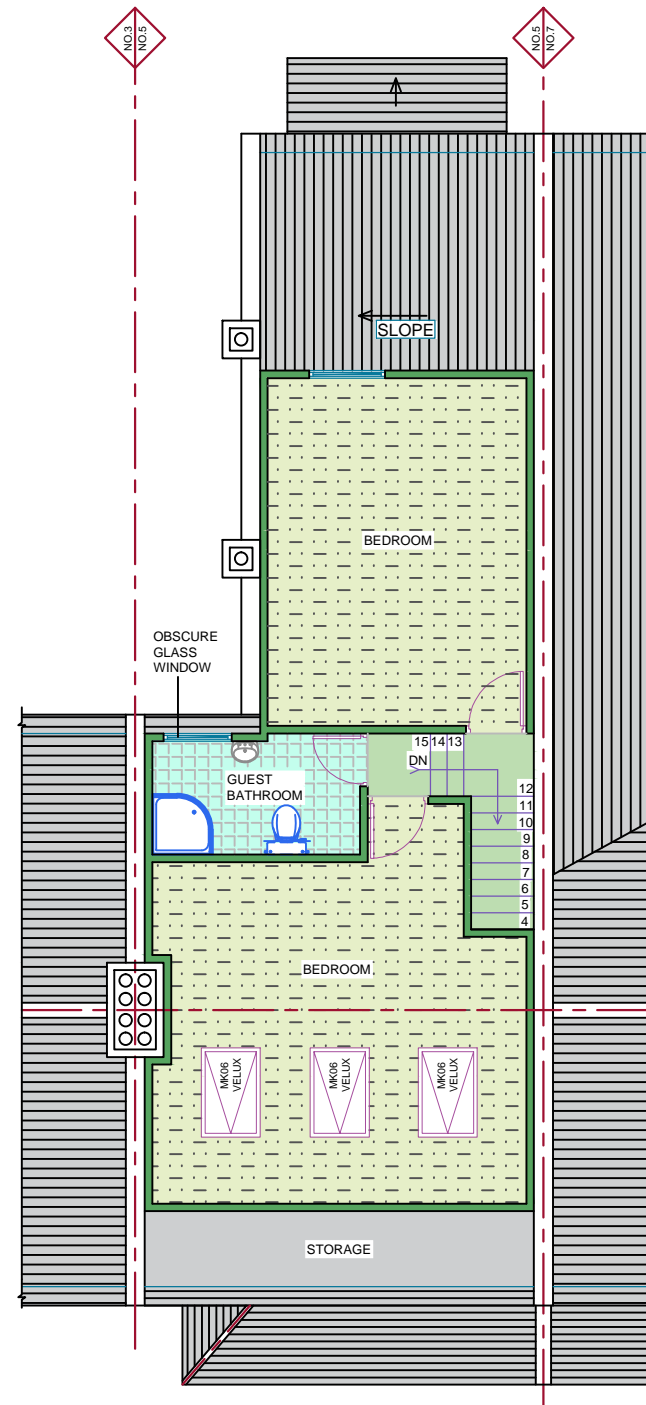 NO.3
NO.5
NO.5
NO.7
SLOPE
BEDROOM
OBSCURE
GLASS
WINDOW
15 14 13
DN
GUEST
BATHROOM
12
11
10
9
8
7
6
5
4
BEDROOM
MK06
VELUX
MK06
VELUX
MK06
VELUX
STORAGE